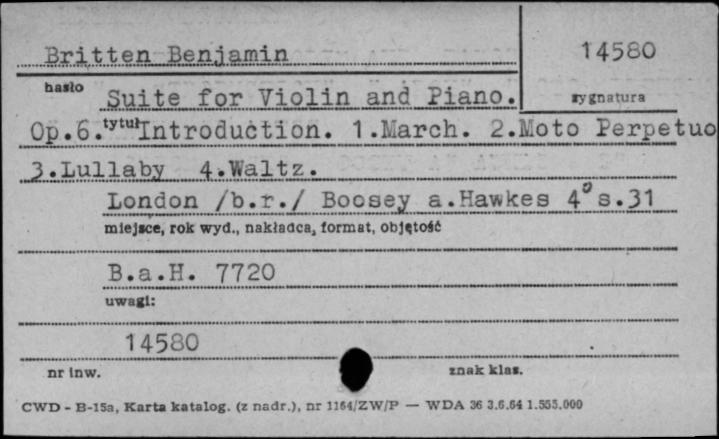 Britten Benjamin 14580
hasło Suite for Violin and Piano. sygnatura
Op.6. tytuł Introduction. 1.March. 2.Moto Perpetuo
3.Lullaby 4.Waltz.
London /b.r./ Boosey a.Hawkes 4° s.31
miejsce, rok wyd., nakładca, format, objętość
B.a.H. 7720
uwagi:
14580
nr inw. znak klas.
CWD - B-15a, Karta katalog. (z nadr.), nr 1164/ZW/P — WDA 36 3.6.64 1.555.000